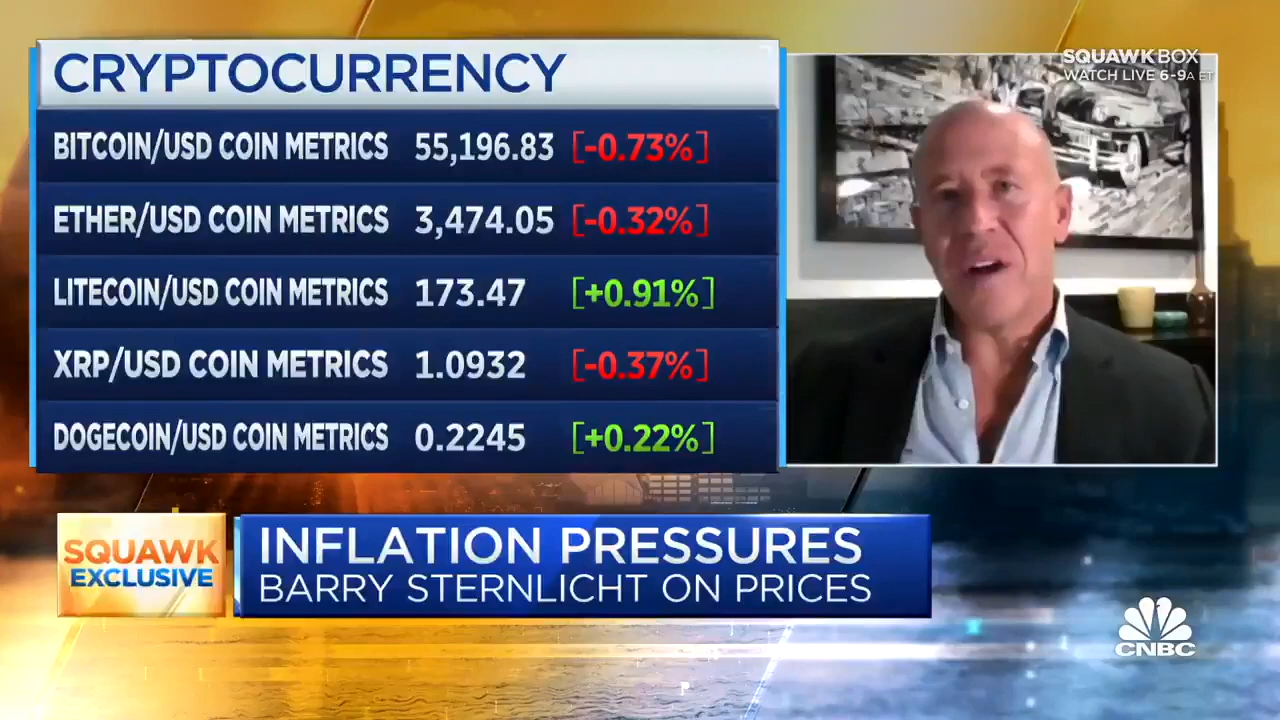 CRYPTOCURRENCY
BITCOIN/USD COIN METRICS 55,196.83 [-0.73%]
ETHER/USD COIN METRICS 3,474.05 [-0.32%]
LITECOIN/USD COIN METRICS 173.47 [+0.91%]
XRP/USD COIN METRICS 1.0932 [-0.37%]
DOGECOIN/USD COIN METRICS 0.2245 [+0.22%]
SQUAWK BOX
WATCH LIVE 6-9A ET
SQUAWK
EXCLUSIVE
INFLATION PRESSURES
BARRY STERNLICHT ON PRICES
CNBC